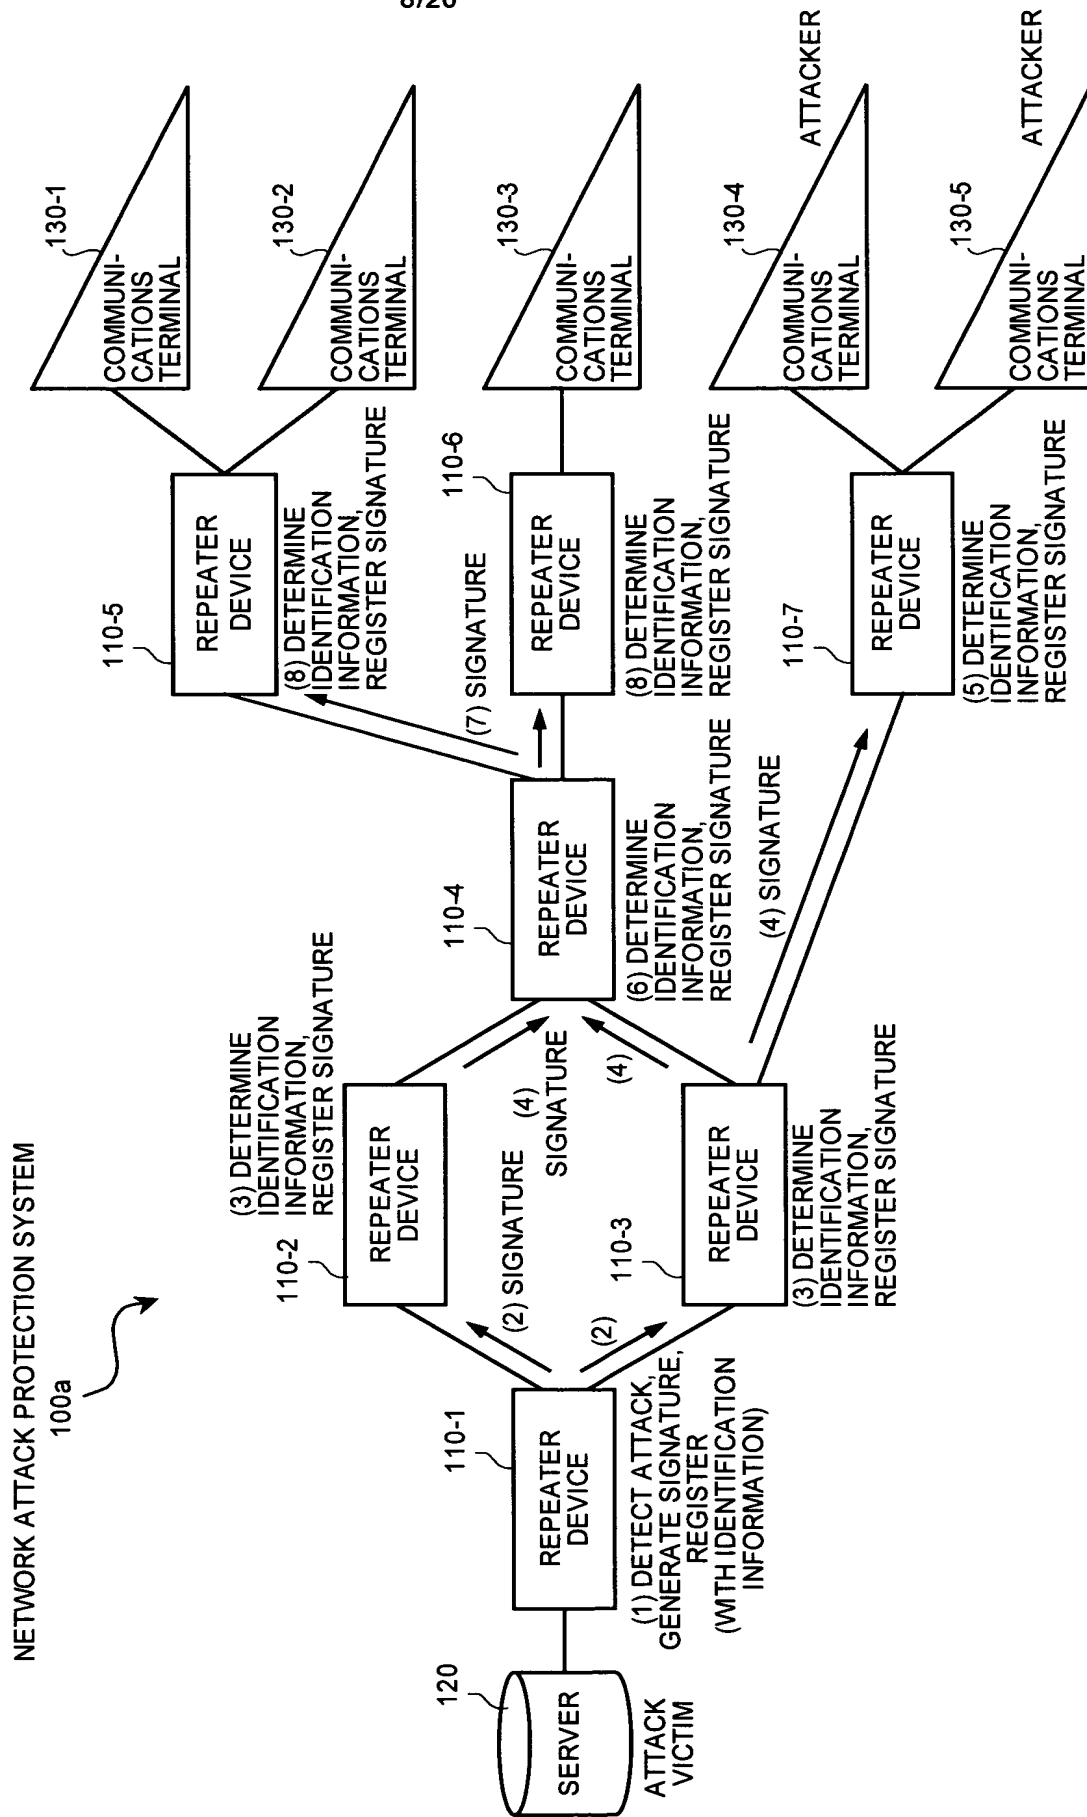 8/26
NETWORK ATTACK PROTECTION SYSTEM
100a
120
SERVER
ATTACK
VICTIM
110-1
REPEATER
DEVICE
(1) DETECT ATTACK,
GENERATE SIGNATURE,
REGISTER
(WITH IDENTIFICATION
INFORMATION)
(2) SIGNATURE
(2)
110-2
REPEATER
DEVICE
(3) DETERMINE
IDENTIFICATION
INFORMATION,
REGISTER SIGNATURE
110-3
REPEATER
DEVICE
(3) DETERMINE
IDENTIFICATION
INFORMATION,
REGISTER SIGNATURE
(4)
SIGNATURE
(4)
(4) SIGNATURE
110-4
REPEATER
DEVICE
(6) DETERMINE
IDENTIFICATION
INFORMATION,
REGISTER SIGNATURE
(7) SIGNATURE
110-5
REPEATER
DEVICE
(8) DETERMINE
IDENTIFICATION
INFORMATION,
REGISTER SIGNATURE
110-6
REPEATER
DEVICE
(8) DETERMINE
IDENTIFICATION
INFORMATION,
REGISTER SIGNATURE
110-7
REPEATER
DEVICE
(5) DETERMINE
IDENTIFICATION
INFORMATION,
REGISTER SIGNATURE
130-1
COMMUNI-
CATIONS
TERMINAL
130-2
COMMUNI-
CATIONS
TERMINAL
130-3
COMMUNI-
CATIONS
TERMINAL
130-4
COMMUNI-
CATIONS
TERMINAL
ATTACKER
130-5
COMMUNI-
CATIONS
TERMINAL
ATTACKER